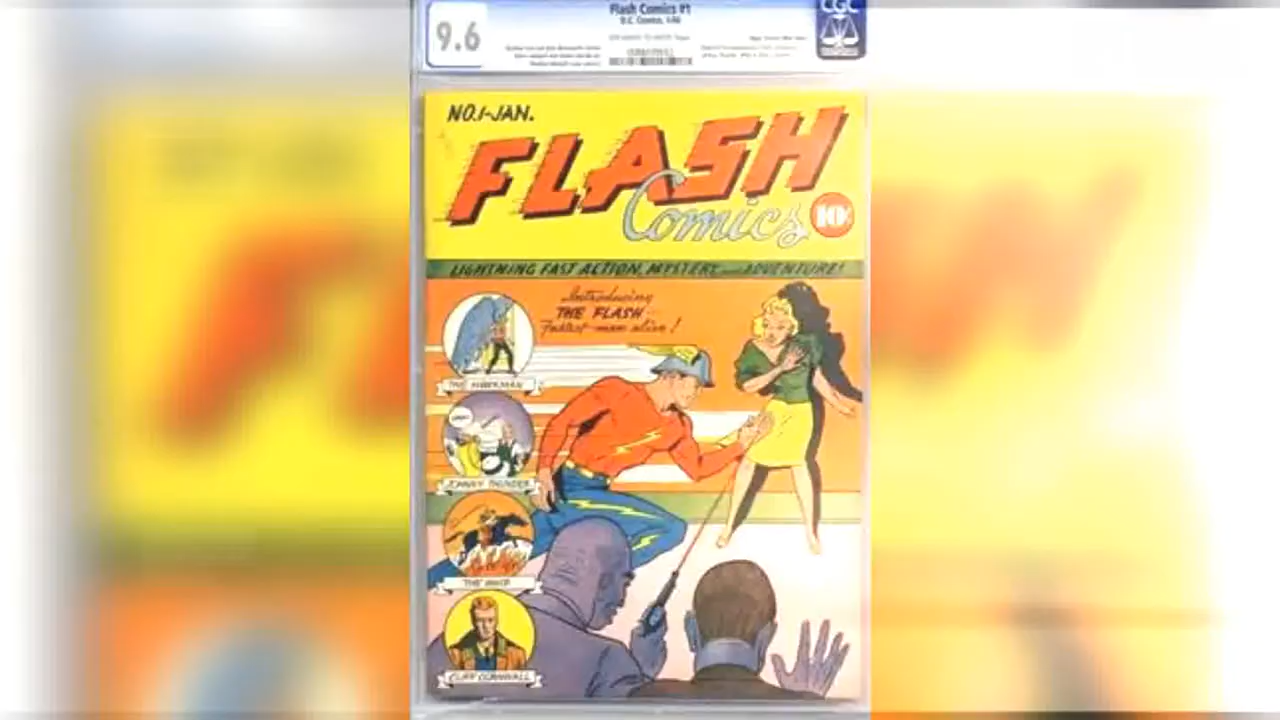 Flash Comics #1
D.C. Comics, 1/40
9.6
CGC
NO.1-JAN.
FLASH
Comics
10¢
LIGHTNING FAST ACTION, MYSTERY and ADVENTURE!
Introducing
THE FLASH
Fastest man alive!
THE HAWKMAN
JOHNNY THUNDER
THE WHIP
CLIFF CORNWALL